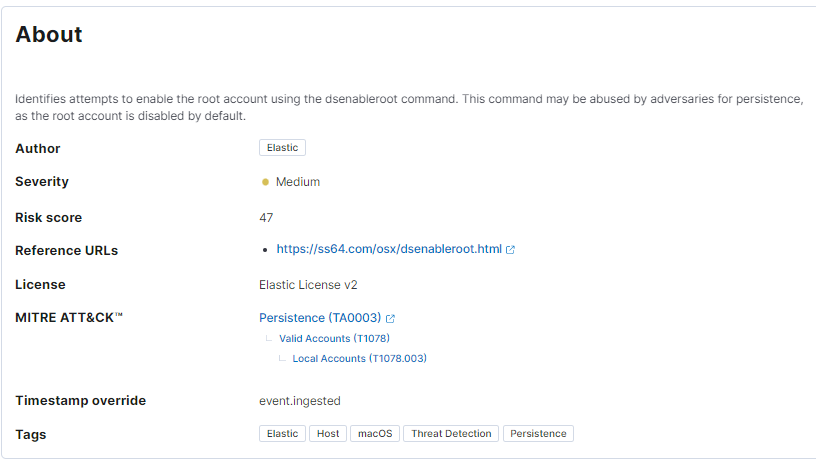 About
Identifies attempts to enable the root account using the dsenableroot command. This command may be abused by adversaries for persistence,
as the root account is disabled by default.
Author Elastic
Severity Medium
Risk score 47
Reference URLs • https://ss64.com/osx/dsenableroot.html
License Elastic License v2
MITRE ATT&CK™ Persistence (TA0003)
Valid Accounts (T1078)
Local Accounts (T1078.003)
Timestamp override event.ingested
Tags Elastic Host macOS Threat Detection Persistence